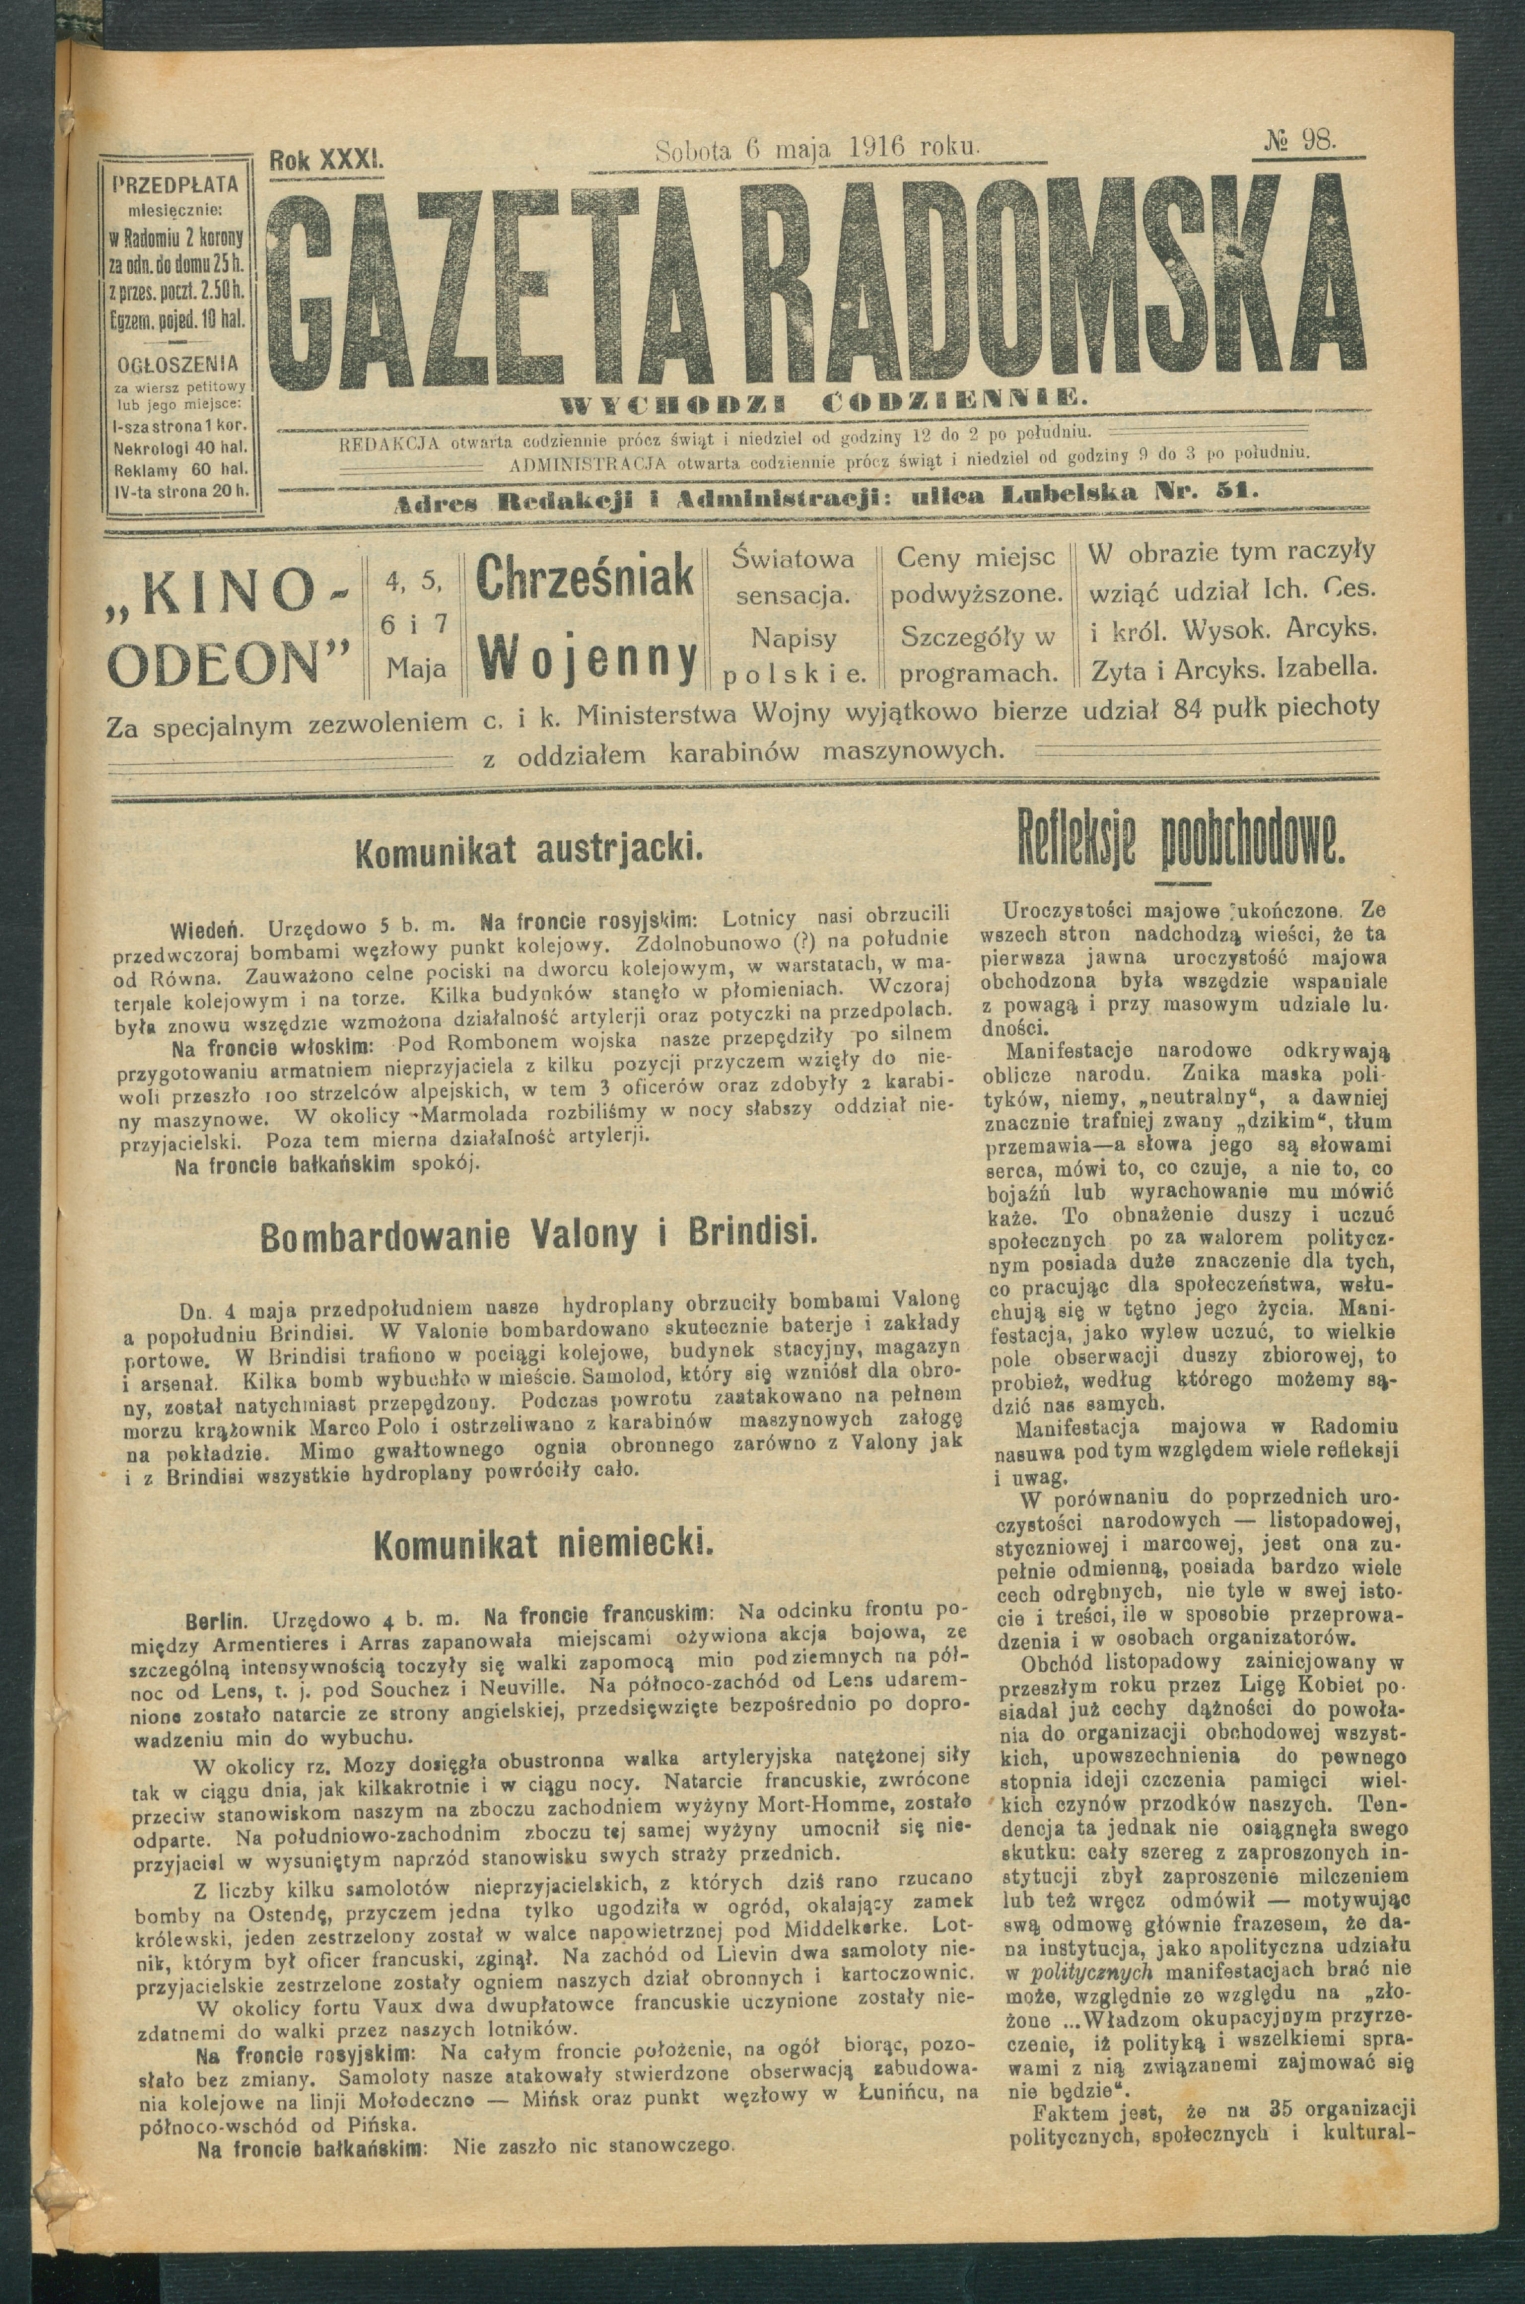 Rok XXXI.
Sobota 6 maja 1916 roku.
№ 98.
PRZEDPŁATA
miesięcznie:
w Radomiu 2 korony
za odn. do domu 25 h.
z przes. poczt. 2.50 h.
Egzem. pojed. 10 hal.
OGŁOSZENIA
za wiersz petitowy
lub jego miejsce:
I-sza strona 1 kor.
Nekrologi 40 hal.
Reklamy 60 hal.
IV-ta strona 20 h.
GAZETA RADOMSKA
WYCHODZI CODZIENNIE.
REDAKCJA otwarta codziennie prócz świąt i niedziel od godziny 12 do 2 po południu.
ADMINISTRACJA otwarta codziennie prócz świąt i niedziel od godziny 9 do 3 po południu.
Adres Redakcji i Administracji: ulica Lubelska Nr. 51.
„KINO-
ODEON”
4, 5,
6 i 7
Maja
Chrześniak
Wojenny
Światowa
sensacja.
Napisy
polskie.
Ceny miejsc
podwyższone.
Szczegóły w
programach.
W obrazie tym raczyły
wziąć udział Ich. Ces.
i król. Wysok. Arcyks.
Zyta i Arcyks. Izabella.
Za specjalnym zezwoleniem c. i k. Ministerstwa Wojny wyjątkowo bierze udział 84 pułk piechoty
z oddziałem karabinów maszynowych.
Komunikat austrjacki.
Wiedeń. Urzędowo 5 b. m. Na froncie rosyjskim: Lotnicy nasi obrzucili
przedwczoraj bombami węzłowy punkt kolejowy. Zdolnobunowo (?) na południe
od Równa. Zauważono celne pociski na dworcu kolejowym, w warstatach, w ma-
terjale kolejowym i na torze. Kilka budynków stanęło w płomieniach. Wczoraj
była znowu wszędzie wzmożona działalność artylerji oraz potyczki na przedpolach.
Na froncie włoskim: Pod Rombonem wojska nasze przepędziły po silnem
przygotowaniu armatniem nieprzyjaciela z kilku pozycji przyczem wzięły do nie-
woli przeszło 100 strzelców alpejskich, w tem 3 oficerów oraz zdobyły 2 karabi-
ny maszynowe. W okolicy Marmolada rozbiliśmy w nocy słabszy oddział nie-
przyjacielski. Poza tem mierna działalność artylerji.
Na froncie bałkańskim spokój.
Bombardowanie Valony i Brindisi.
Dn. 4 maja przedpołudniem nasze hydroplany obrzuciły bombami Valonę
a popołudniu Brindisi. W Valonie bombardowano skutecznie baterje i zakłady
portowe. W Brindisi trafiono w pociągi kolejowe, budynek stacyjny, magazyn
i arsenał. Kilka bomb wybuchło w mieście. Samolod, który się wzniósł dla obro-
ny, został natychmiast przepędzony. Podczas powrotu zaatakowano na pełnem
morzu krążownik Marco Polo i ostrzeliwano z karabinów maszynowych załogę
na pokładzie. Mimo gwałtownego ognia obronnego zarówno z Valony jak
i z Brindisi wszystkie hydroplany powróciły cało.
Komunikat niemiecki.
Berlin. Urzędowo 4 b. m. Na froncie francuskim: Na odcinku frontu po-
między Armentieres i Arras zapanowała miejscami ożywiona akcja bojowa, ze
szczególną intensywnością toczyły się walki zapomocą min podziemnych na pół-
noc od Lens, t. j. pod Souchez i Neuville. Na północo-zachód od Lens udarem-
nione zostało natarcie ze strony angielskiej, przedsięwzięte bezpośrednio po dopro-
wadzeniu min do wybuchu.
W okolicy rz. Mozy dosięgła obustronna walka artyleryjska natężonej siły
tak w ciągu dnia, jak kilkakrotnie i w ciągu nocy. Natarcie francuskie, zwrócone
przeciw stanowiskom naszym na zboczu zachodniem wyżyny Mort-Homme, zostało
odparte. Na południowo-zachodnim zboczu tej samej wyżyny umocnił się nie-
przyjaciel w wysuniętym naprzód stanowisku swych straży przednich.
Z liczby kilku samolotów nieprzyjacielskich, z których dziś rano rzucano
bomby na Ostendę, przyczem jedna tylko ugodziła w ogród, okalający zamek
królewski, jeden zestrzelony został w walce napowietrznej pod Middelkerke. Lot-
nik, którym był oficer francuski, zginął. Na zachód od Lievin dwa samoloty nie-
przyjacielskie zestrzelone zostały ogniem naszych dział obronnych i kartoczownic.
W okolicy fortu Vaux dwa dwupłatowce francuskie uczynione zostały nie-
zdatnemi do walki przez naszych lotników.
Na froncie rosyjskim: Na całym froncie położenie, na ogół biorąc, pozo-
stało bez zmiany. Samoloty nasze atakowały stwierdzone obserwacją zabudowa-
nia kolejowe na linji Mołodeczno — Mińsk oraz punkt węzłowy w Łunińcu, na
północo-wschód od Pińska.
Na froncie bałkańskim: Nie zaszło nic stanowczego.
Refleksje poobchodowe.
Uroczystości majowe ukończone. Ze
wszech stron nadchodzą wieści, że ta
pierwsza jawna uroczystość majowa
obchodzona była wszędzie wspaniale
z powagą i przy masowym udziale lu-
dności.
Manifestacje narodowe odkrywają
oblicze narodu. Znika maska poli-
tyków, niemy, „neutralny“, a dawniej
znacznie trafniej zwany „dzikim“, tłum
przemawia—a słowa jego są słowami
serca, mówi to, co czuje, a nie to, co
bojaźń lub wyrachowanie mu mówić
każe. To obnażenie duszy i uczuć
społecznych po za walorem politycz-
nym posiada duże znaczenie dla tych,
co pracując dla społeczeństwa, wsłu-
chują się w tętno jego życia. Mani-
festacja, jako wylew uczuć, to wielkie
pole obserwacji duszy zbiorowej, to
probież, według którego możemy są-
dzić nas samych.
Manifestacja majowa w Radomiu
nasuwa pod tym względem wiele refleksji
i uwag.
W porównaniu do poprzednich uro-
czystości narodowych — listopadowej,
styczniowej i marcowej, jest ona zu-
pełnie odmienną, posiada bardzo wiele
cech odrębnych, nie tyle w swej isto-
cie i treści, ile w sposobie przeprowa-
dzenia i w osobach organizatorów.
Obchód listopadowy zainicjowany w
przeszłym roku przez Ligę Kobiet po-
siadał już cechy dążności do powoła-
nia do organizacji obchodowej wszyst-
kich, upowszechnienia do pewnego
stopnia ideji czczenia pamięci wiel-
kich czynów przodków naszych. Ten-
dencja ta jednak nie osiągnęła swego
skutku: cały szereg z zaproszonych in-
stytucji zbył zaproszenie milczeniem
lub też wręcz odmówił — motywując
swą odmowę głównie frazesem, że da-
na instytucja, jako apolityczna udziału
w politycznych manifestacjach brać nie
może, względnie ze względu na „zło-
żone ...Władzom okupacyjnym przyrze-
czenie, iż polityką i wszelkiemi spra-
wami z nią związanemi zajmować się
nie będzie“.
Faktem jest, że na 35 organizacji
politycznych, społecznych i kultural-